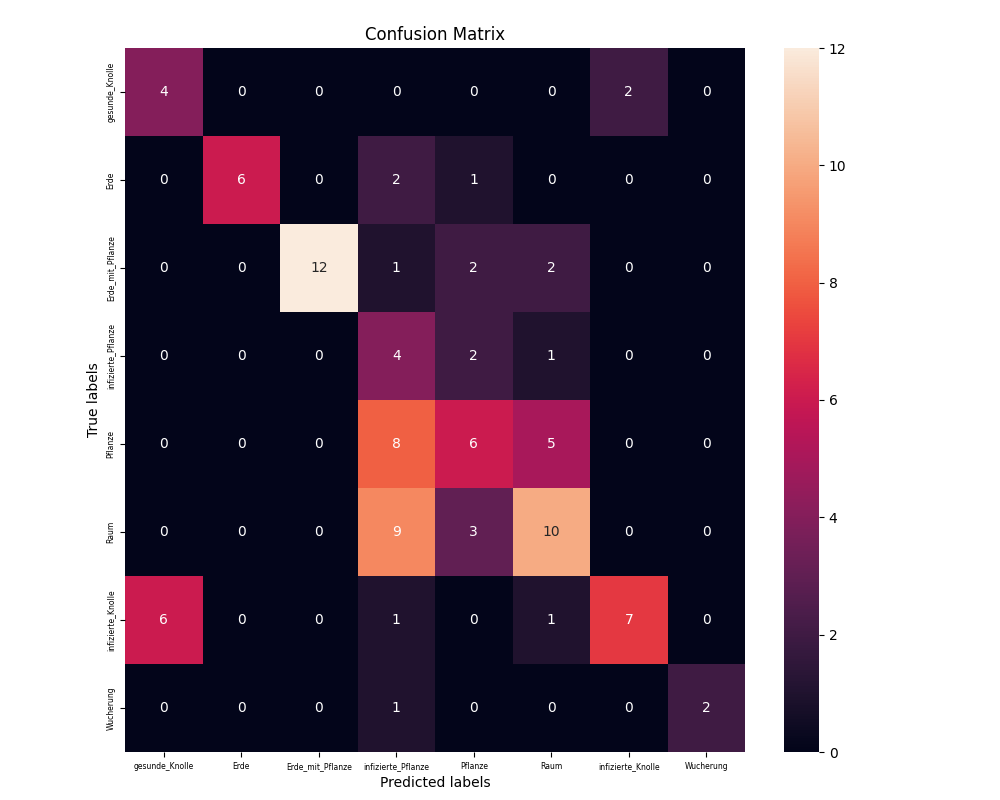 Confusion Matrix
gesunde_Knolle 4 0 0 0 0 0 2 0
Erde 0 6 0 2 1 0 0 0
Erde_mit_Pflanze 0 0 12 1 2 2 0 0
infizierte_Pflanze 0 0 0 4 2 1 0 0
Pflanze 0 0 0 8 6 5 0 0
Raum 0 0 0 9 3 10 0 0
infizierte_Knolle 6 0 0 1 0 1 7 0
Wucherung 0 0 0 1 0 0 0 2
True labels
gesunde_Knolle Erde Erde_mit_Pflanze infizierte_Pflanze Pflanze Raum infizierte_Knolle Wucherung
Predicted labels
12
10
8
6
4
2
0